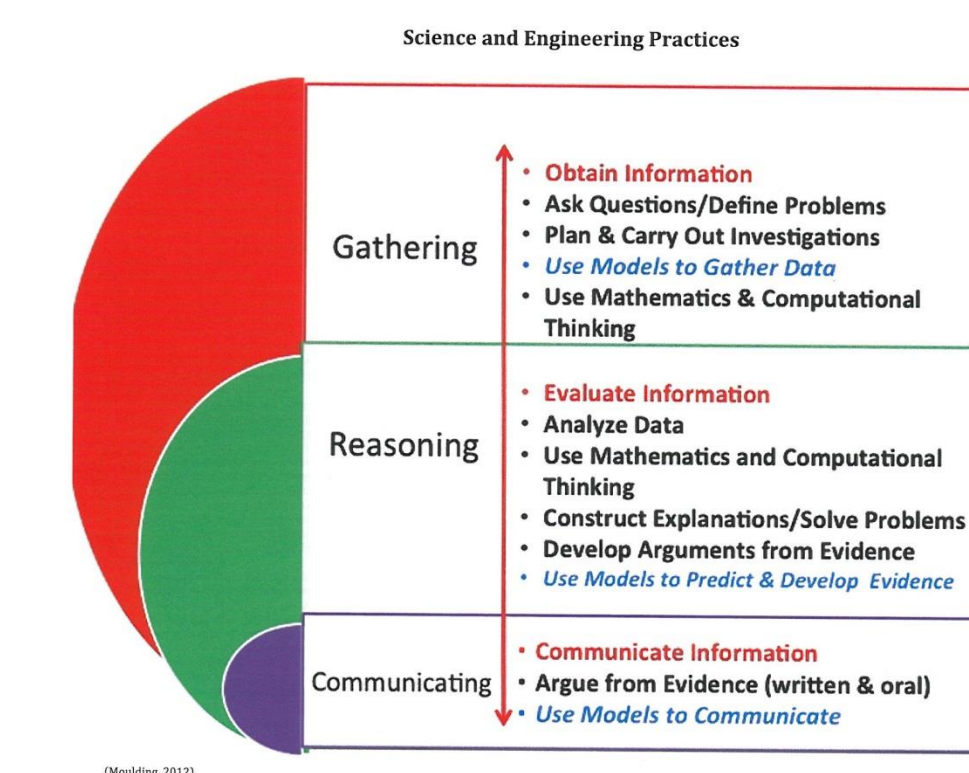 Science and Engineering Practices
Gathering
• Obtain Information
• Ask Questions/Define Problems
• Plan & Carry Out Investigations
• Use Models to Gather Data
• Use Mathematics & Computational
Thinking
Reasoning
• Evaluate Information
• Analyze Data
• Use Mathematics and Computational
Thinking
• Construct Explanations/Solve Problems
• Develop Arguments from Evidence
• Use Models to Predict & Develop Evidence
Communicating
• Communicate Information
• Argue from Evidence (written & oral)
• Use Models to Communicate
(Moulding, 2012)